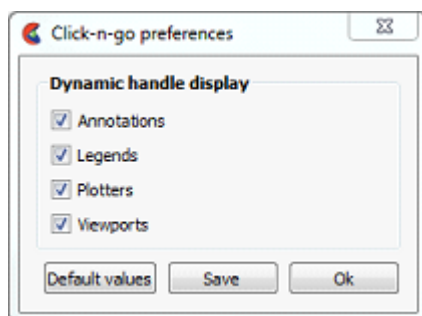 Click-n-go preferences
Dynamic handle display
Annotations
Legends
Plotters
Viewports
Default values Save Ok